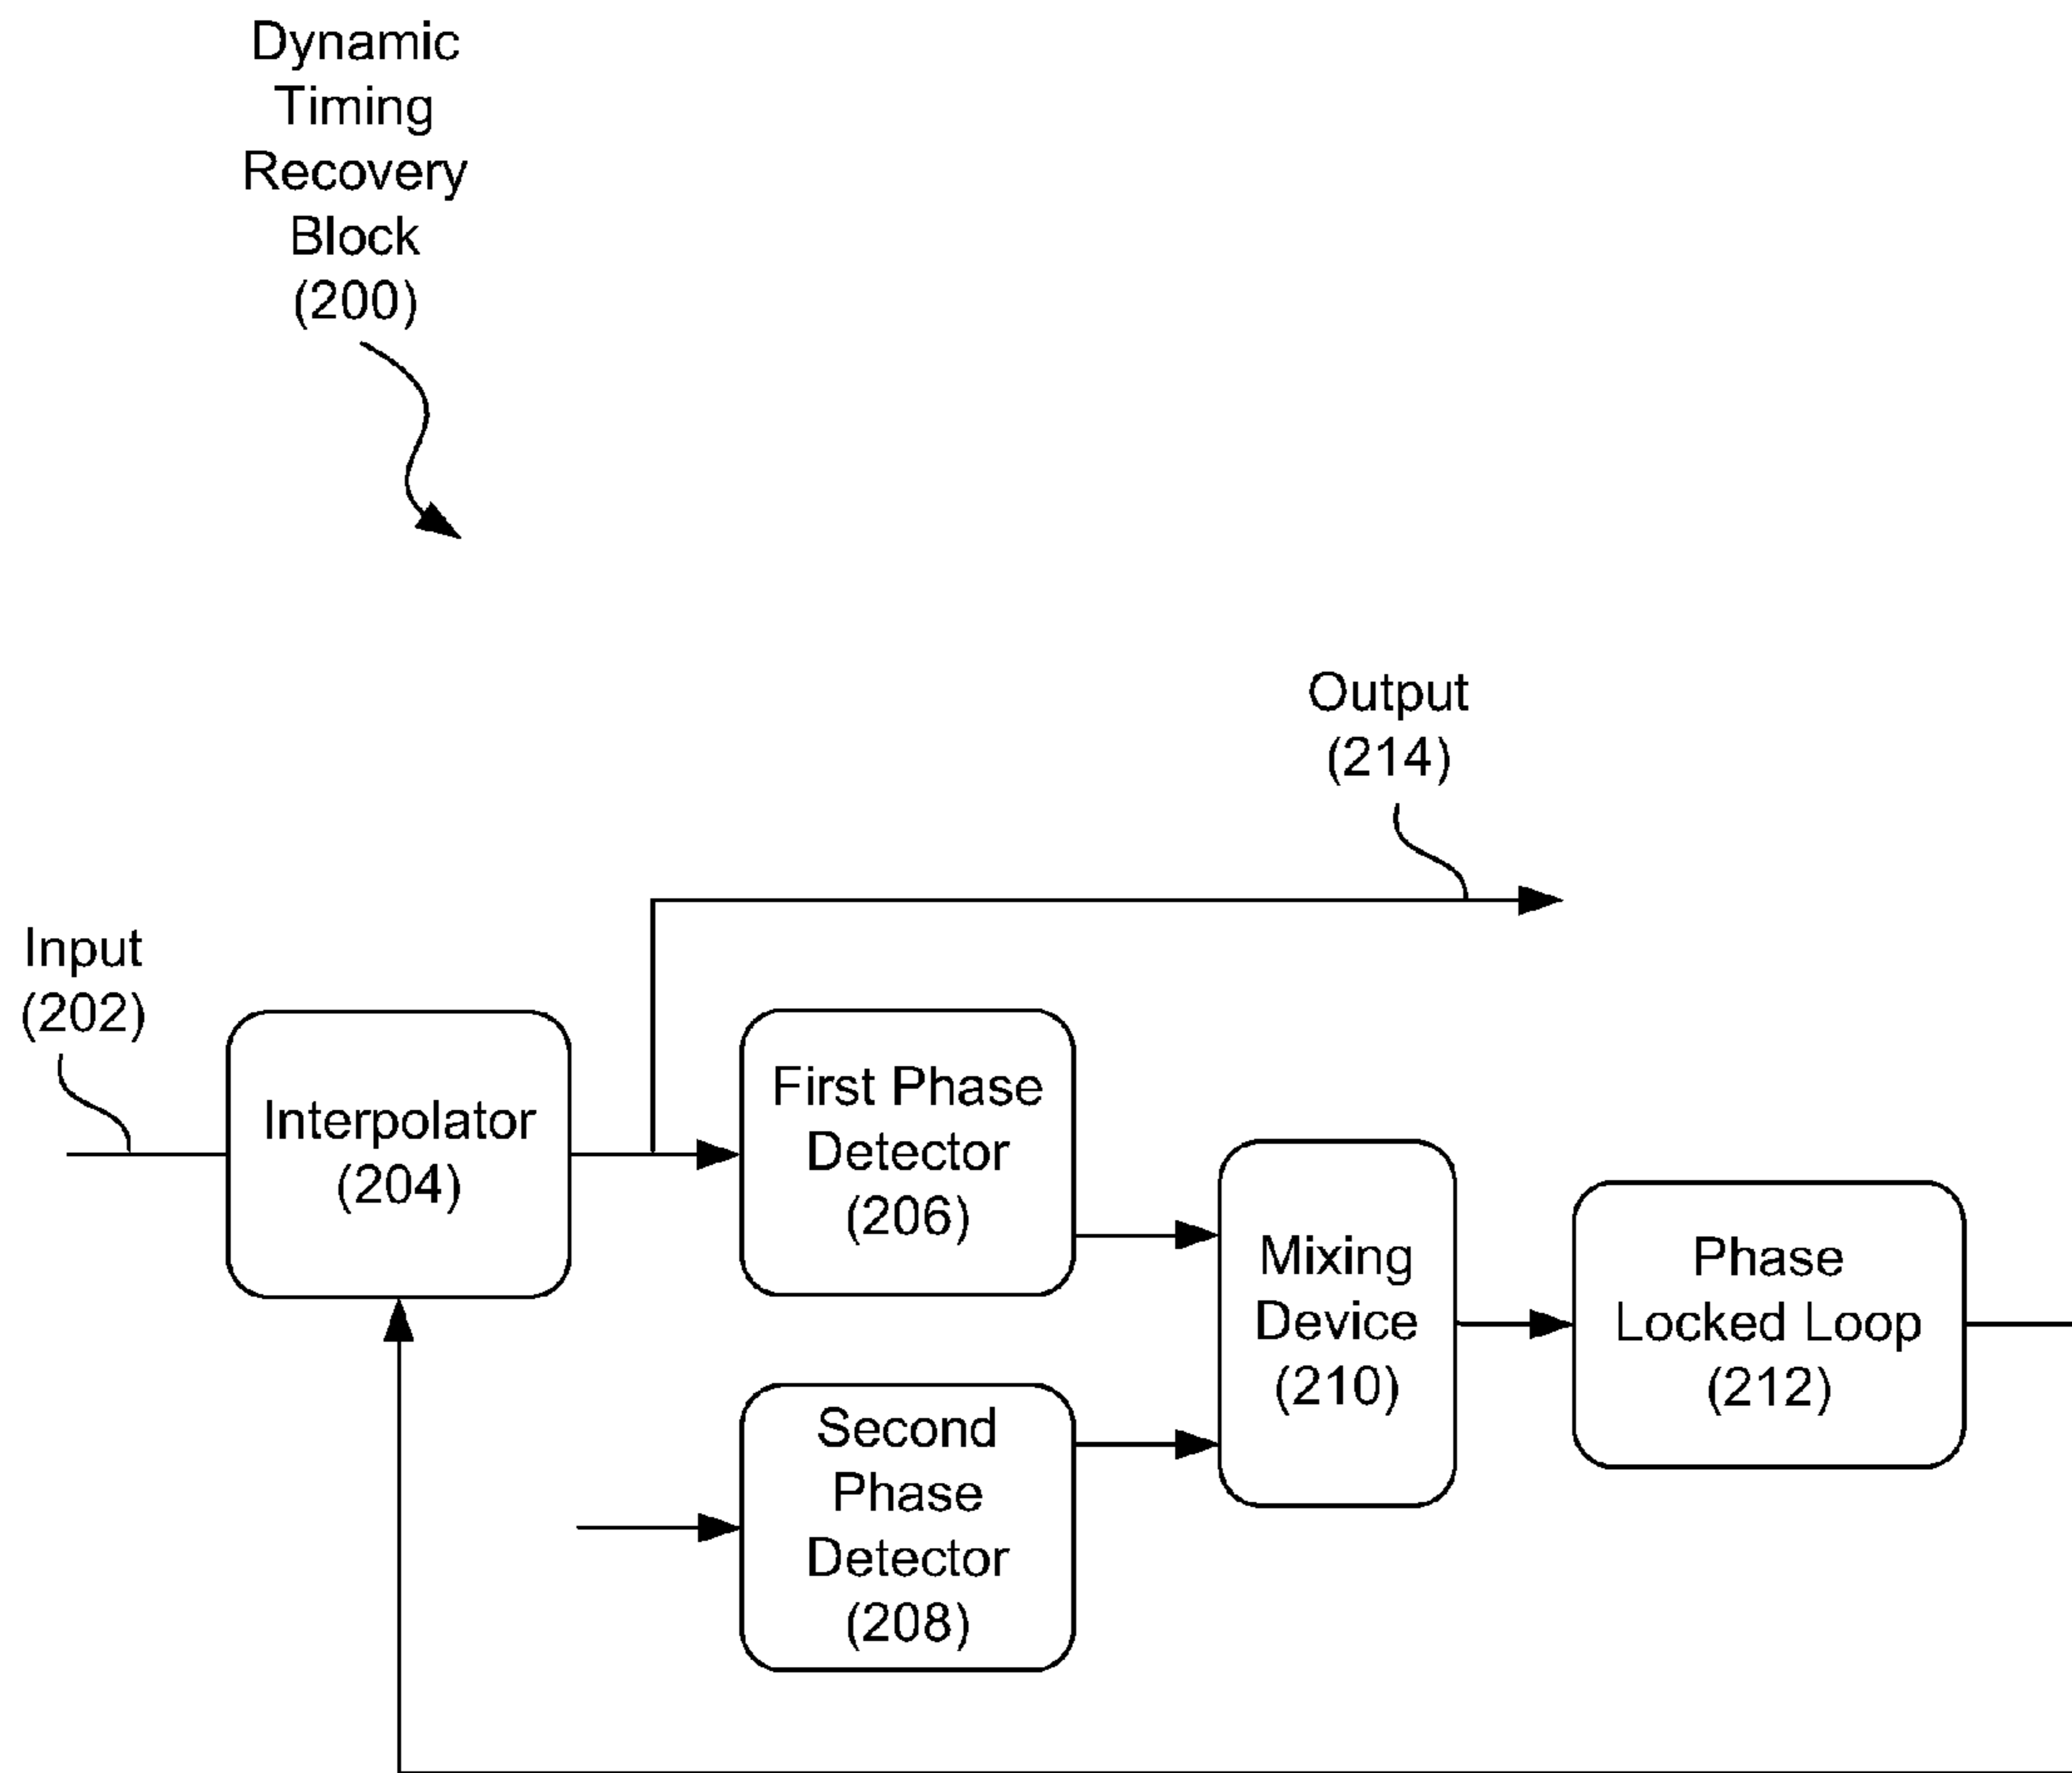 Dynamic
Timing
Recovery
Block
(200)
Output
(214)
Input
(202)
Interpolator
(204)
First Phase
Detector
(206)
Second
Phase
Detector
(208)
Mixing
Device
(210)
Phase
Locked Loop
(212)